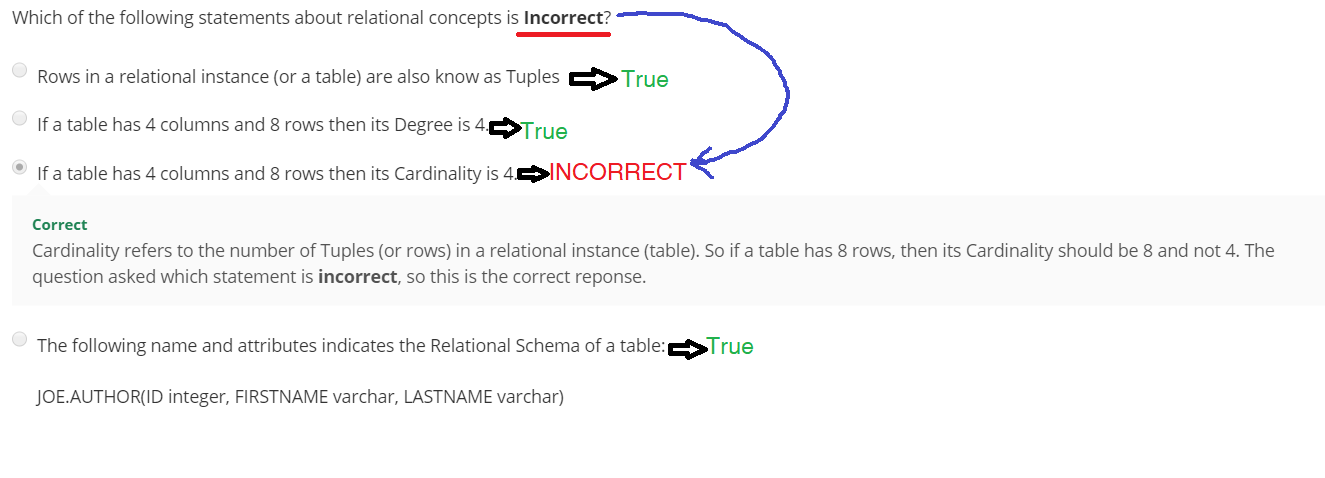 Which of the following statements about relational concepts is Incorrect?
Rows in a relational instance (or a table) are also know as Tuples True
If a table has 4 columns and 8 rows then its Degree is 4. True
If a table has 4 columns and 8 rows then its Cardinality is 4. INCORRECT
Correct
Cardinality refers to the number of Tuples (or rows) in a relational instance (table). So if a table has 8 rows, then its Cardinality should be 8 and not 4. The
question asked which statement is incorrect, so this is the correct reponse.
The following name and attributes indicates the Relational Schema of a table: True
JOE.AUTHOR(ID integer, FIRSTNAME varchar, LASTNAME varchar)